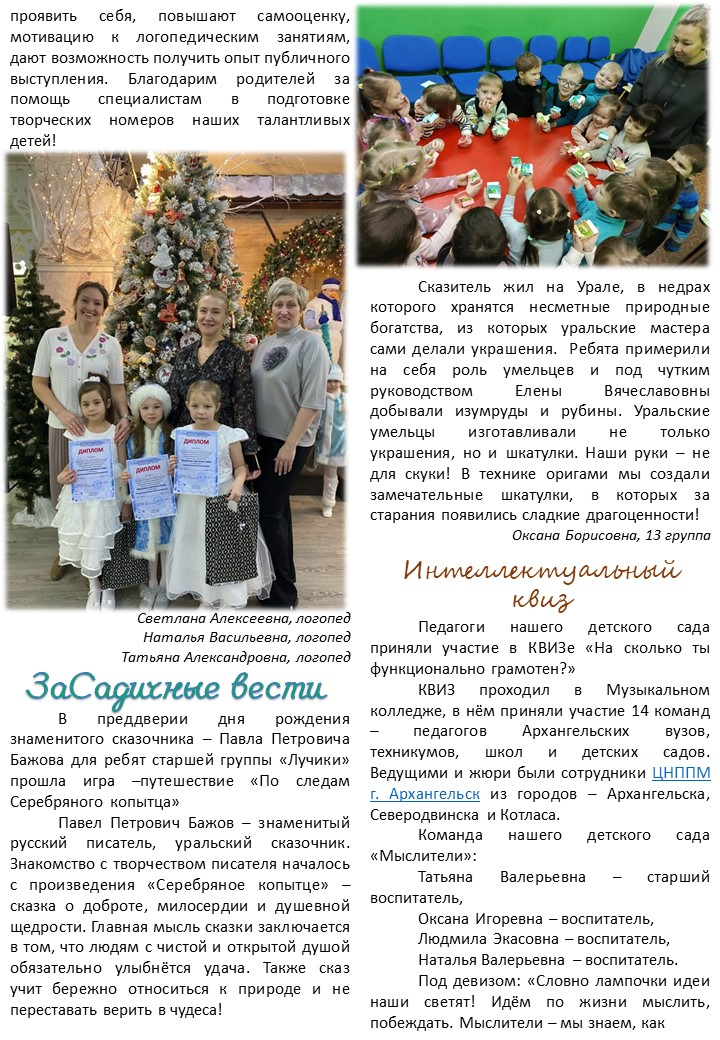 проявить себя, повышают самооценку,
мотивацию к логопедическим занятиям,
дают возможность получить опыт публичного
выступления. Благодарим родителей за
помощь специалистам в подготовке
творческих номеров наших талантливых
детей!
ДИПЛОМ
ДИПЛОМ
ДИПЛОМ
Светлана Алексеевна, логопед
Наталья Васильевна, логопед
Татьяна Александровна, логопед
ЗаСадихные вести
В преддверии дня рождения
знаменитого сказочника – Павла Петровича
Бажова для ребят старшей группы «Лучики»
прошла игра –путешествие «По следам
Серебряного копытца»
Павел Петрович Бажов – знаменитый
русский писатель, уральский сказочник.
Знакомство с творчеством писателя началось
с произведения «Серебряное копытце» –
сказка о доброте, милосердии и душевной
щедрости. Главная мысль сказки заключается
в том, что людям с чистой и открытой душой
обязательно улыбнётся удача. Также сказ
учит бережно относиться к природе и не
переставать верить в чудеса!
Сказитель жил на Урале, в недрах
которого хранятся несметные природные
богатства, из которых уральские мастера
сами делали украшения. Ребята примерили
на себя роль умельцев и под чутким
руководством Елены Вячеславовны
добывали изумруды и рубины. Уральские
умельцы изготавливали не только
украшения, но и шкатулки. Наши руки – не
для скуки! В технике оригами мы создали
замечательные шкатулки, в которых за
старания появились сладкие драгоценности!
Оксана Борисовна, 13 группа
Интеллектуальный
квиз
Педагоги нашего детского сада
приняли участие в КВИЗе «На сколько ты
функционально грамотен?»
КВИЗ проходил в Музыкальном
колледже, в нём приняли участие 14 команд
– педагогов Архангельских вузов,
техникумов, школ и детских садов.
Ведущими и жюри были сотрудники ЦНППМ
г. Архангельск из городов – Архангельска,
Северодвинска и Котласа.
Команда нашего детского сада
«Мыслители»:
Татьяна Валерьевна – старший
воспитатель,
Оксана Игоревна – воспитатель,
Людмила Экасовна – воспитатель,
Наталья Валерьевна – воспитатель.
Под девизом: «Словно лампочки идеи
наши светят! Идём по жизни мыслить,
побеждать. Мыслители – мы знаем, как